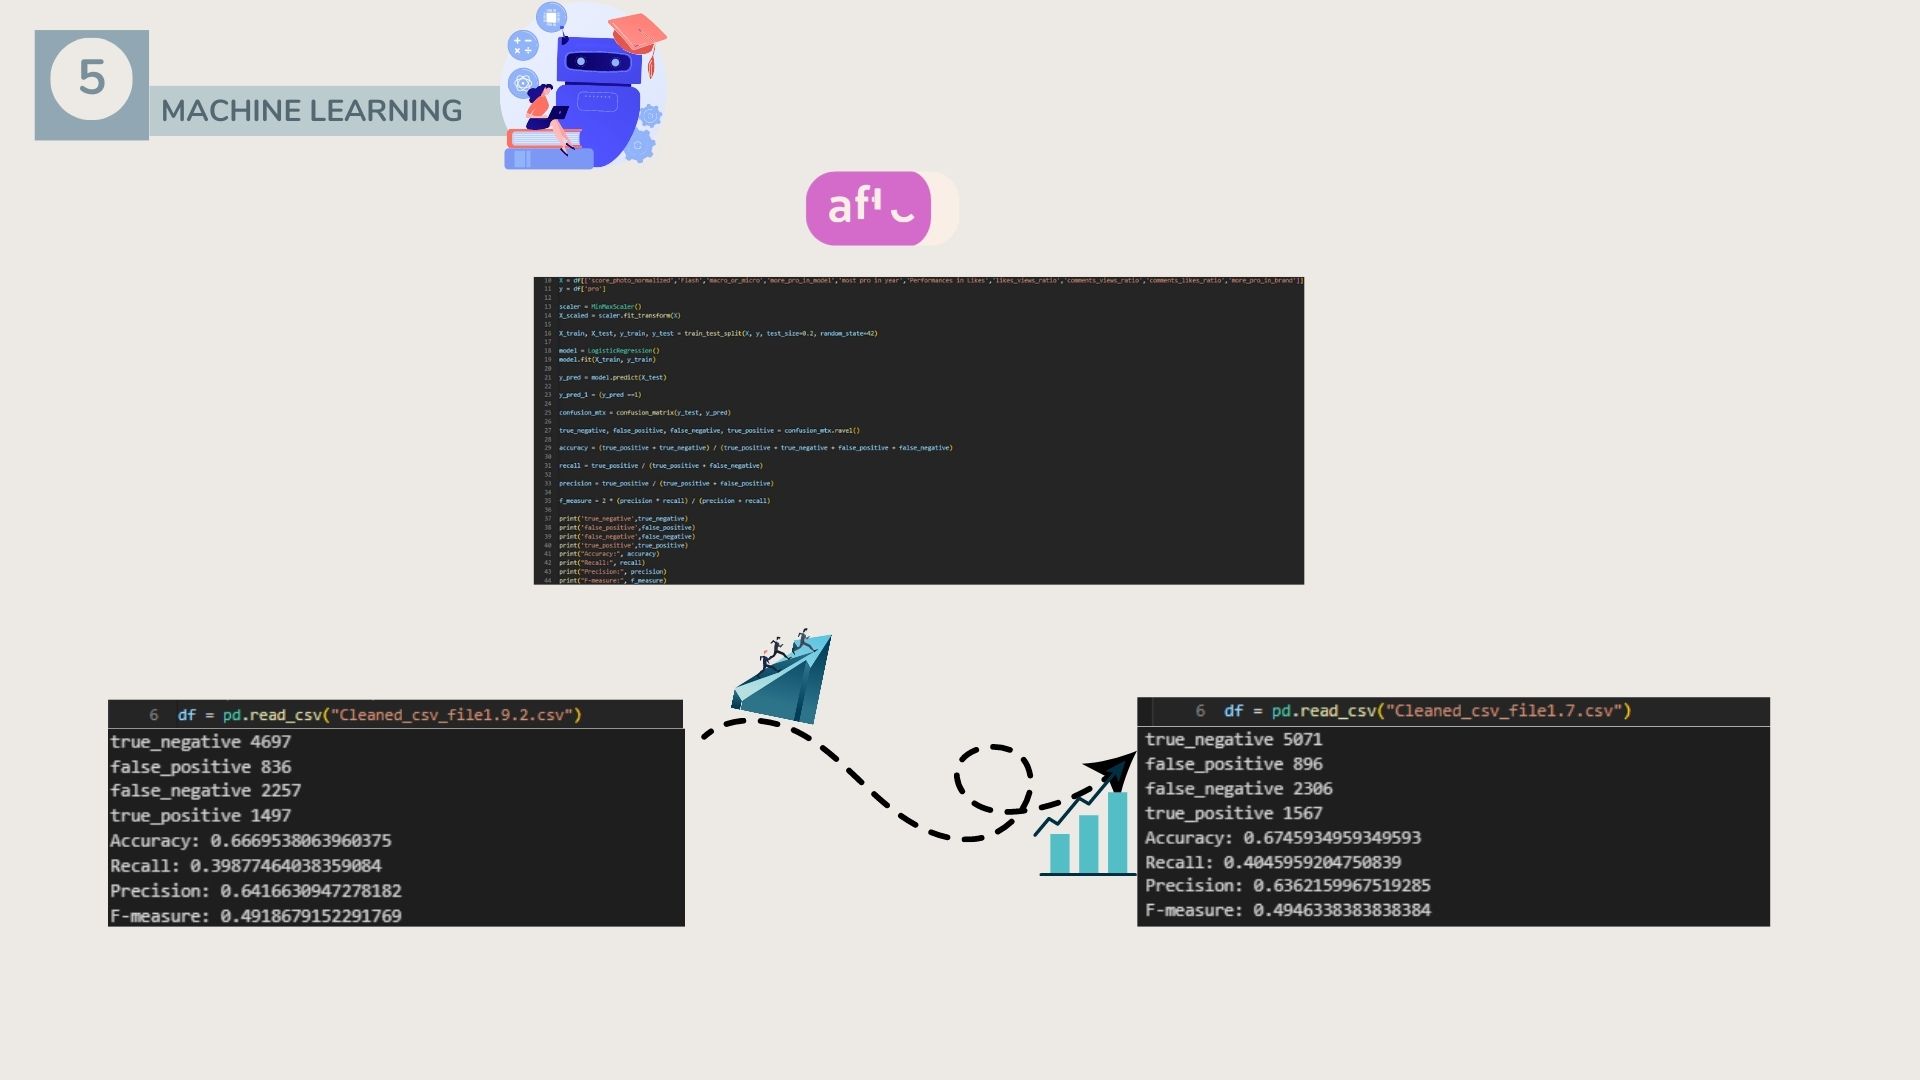 5
MACHINE LEARNING
10 X = df[['score_photo_normalized','Flash','macro_or_micro','more_pro_in_model','most pro in year','Performances in Likes','likes_views_ratio','comments_views_ratio','comments_likes_ratio','more_pro_in_brand']]
11 y = df['pro']
12
13 scaler = MinMaxScaler()
14 X_scaled = scaler.fit_transform(X)
15
16 X_train, X_test, y_train, y_test = train_test_split(X, y, test_size=0.2, random_state=42)
17
18 model = LogisticRegression()
19 model.fit(X_train, y_train)
20
21 y_pred = model.predict(X_test)
22
23 y_pred_1 = (y_pred ==1)
24
25 confusion_mtx = confusion_matrix(y_test, y_pred)
26
27 true_negative, false_positive, false_negative, true_positive = confusion_mtx.ravel()
28
29 accuracy = (true_positive + true_negative) / (true_positive + true_negative + false_positive + false_negative)
30
31 recall = true_positive / (true_positive + false_negative)
32
33 precision = true_positive / (true_positive + false_positive)
34
35 f_measure = 2 * (precision * recall) / (precision + recall)
36
37 print('true_negative',true_negative)
38 print('false_positive',false_positive)
39 print('false_negative',false_negative)
40 print('true_positive',true_positive)
41 print("Accuracy:", accuracy)
42 print("Recall:", recall)
43 print("Precision:", precision)
44 print("F-measure:", f_measure)
6 df = pd.read_csv("Cleaned_csv_file1.9.2.csv")
true_negative 4697
false_positive 836
false_negative 2257
true_positive 1497
Accuracy: 0.6669538063960375
Recall: 0.39877464038359084
Precision: 0.6416630947278182
F-measure: 0.4918679152291769
6 df = pd.read_csv("Cleaned_csv_file1.7.csv")
true_negative 5071
false_positive 896
false_negative 2306
true_positive 1567
Accuracy: 0.6745934959349593
Recall: 0.4045959204750839
Precision: 0.6362159967519285
F-measure: 0.4946338383838384